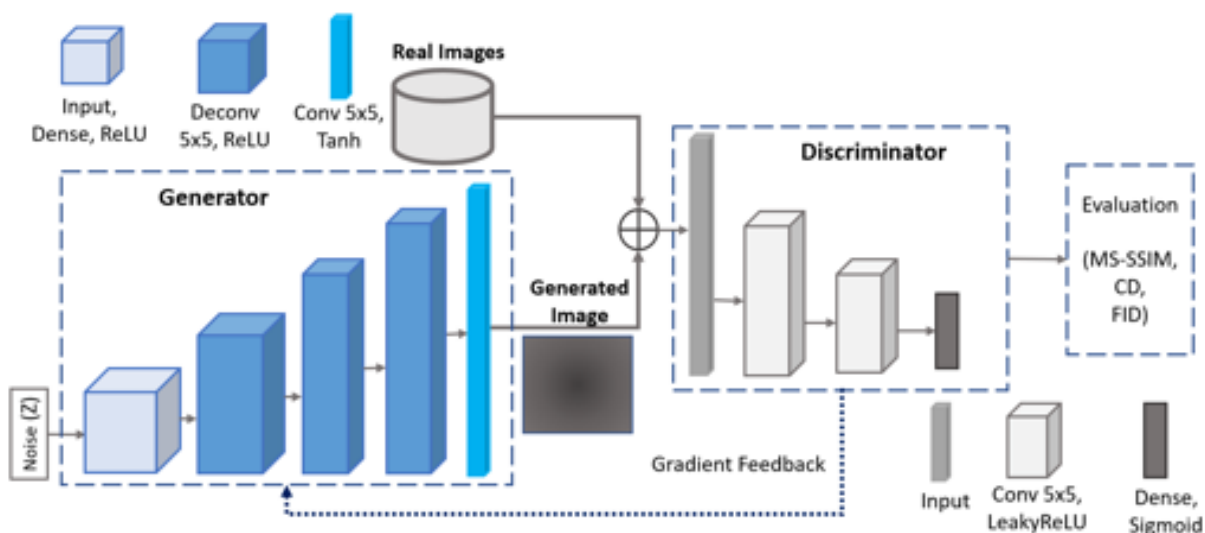 Real Images
Input,
Dense, ReLU
Deconv
5x5, ReLU
Conv 5x5,
Tanh
Generator
Discriminator
Evaluation
(MS-SSIM,
CD,
FID)
Generated
Image
Noise (Z)
Gradient Feedback
Input
Conv 5x5,
LeakyReLU
Dense,
Sigmoid